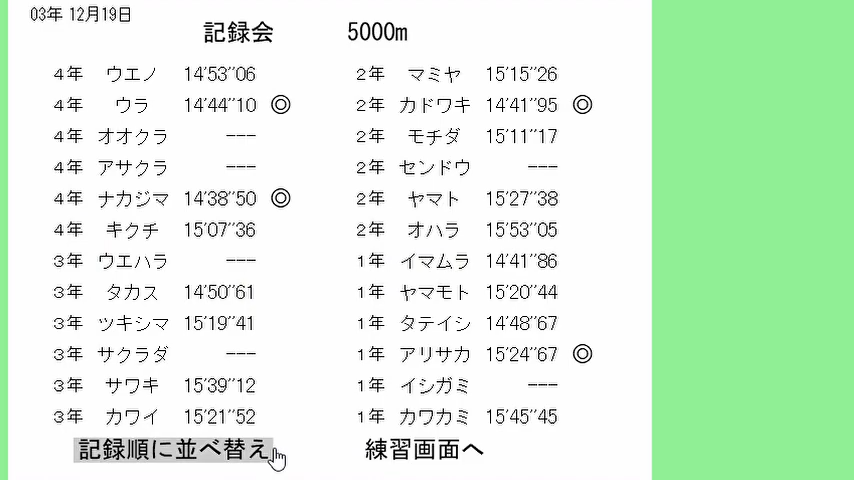 03年 12月19日
記録会 5000m
4年 ウエノ 14'53"06
4年 ウラ 14'44"10 ◎
4年 オオクラ ---
4年 アサクラ ---
4年 ナカジマ 14'38"50 ◎
4年 キクチ 15'07"36
3年 ウエハラ ---
3年 タカス 14'50"61
3年 ツキシマ 15'19"41
3年 サクラダ ---
3年 サワキ 15'39"12
3年 カワイ 15'21"52
2年 マミヤ 15'15"26
2年 カドワキ 14'41"95 ◎
2年 モチダ 15'11"17
2年 センドウ ---
2年 ヤマト 15'27"38
2年 オハラ 15'53"05
1年 イマムラ 14'41"86
1年 ヤマモト 15'20"44
1年 タテイシ 14'48"67
1年 アリサカ 15'24"67 ◎
1年 イシガミ ---
1年 カワカミ 15'45"45
記録順に並べ替え
練習画面へ